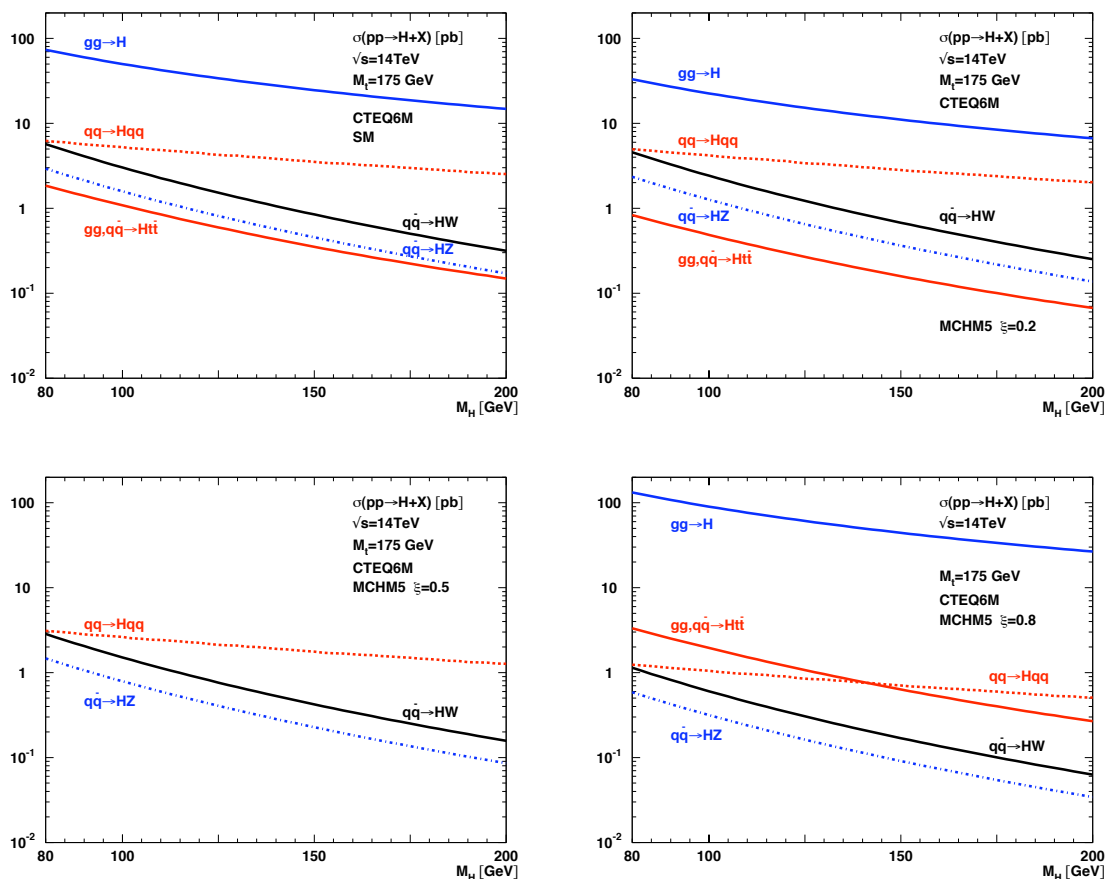 100
10
1
10⁻¹
10⁻²
80
100
150
200
M_H [GeV]
σ(pp→H+X) [pb]
√s=14TeV
M_t=175 GeV
CTEQ6M
SM
gg→H
qq→Hqq
qq̄→HW
gg,qq̄→Htt̄
qq̄→HZ
100
10
1
10⁻¹
10⁻²
80
100
150
200
M_H [GeV]
σ(pp→H+X) [pb]
√s=14TeV
M_t=175 GeV
CTEQ6M
gg→H
qq→Hqq
qq̄→HZ
qq̄→HW
gg,qq̄→Htt̄
MCHM5 ξ=0.2
100
10
1
10⁻¹
10⁻²
80
100
150
200
M_H [GeV]
σ(pp→H+X) [pb]
√s=14TeV
M_t=175 GeV
CTEQ6M
MCHM5 ξ=0.5
qq→Hqq
qq̄→HZ
qq̄→HW
100
10
1
10⁻¹
10⁻²
80
100
150
200
M_H [GeV]
σ(pp→H+X) [pb]
√s=14TeV
gg→H
M_t=175 GeV
CTEQ6M
MCHM5 ξ=0.8
gg,qq̄→Htt̄
qq→Hqq
qq̄→HZ
qq̄→HW